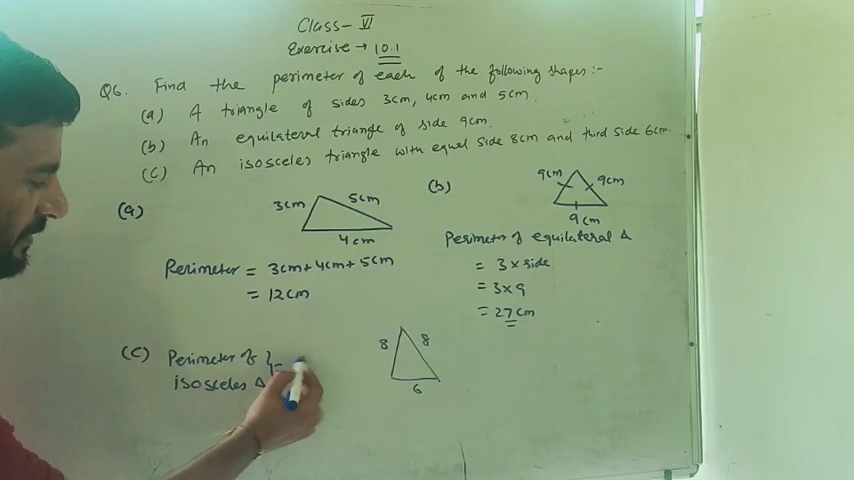 Class- VI
Exercise → 10.1
Q6. Find the perimeter of each of the following shapes:-
(a) A triangle of sides 3cm, 4cm and 5cm.
(b) An equilateral triangle of side 9cm.
(c) An isosceles triangle with equal side 8cm and third side 6cm.
(a)
3cm
5cm
4cm
Perimeter = 3cm+4cm+5cm
= 12cm
(b)
9cm
9cm
9cm
Perimeter of equilateral Δ
= 3×side
= 3×9
= 27cm
(c) Perimeter of } =
isosceles Δ
8
8
6